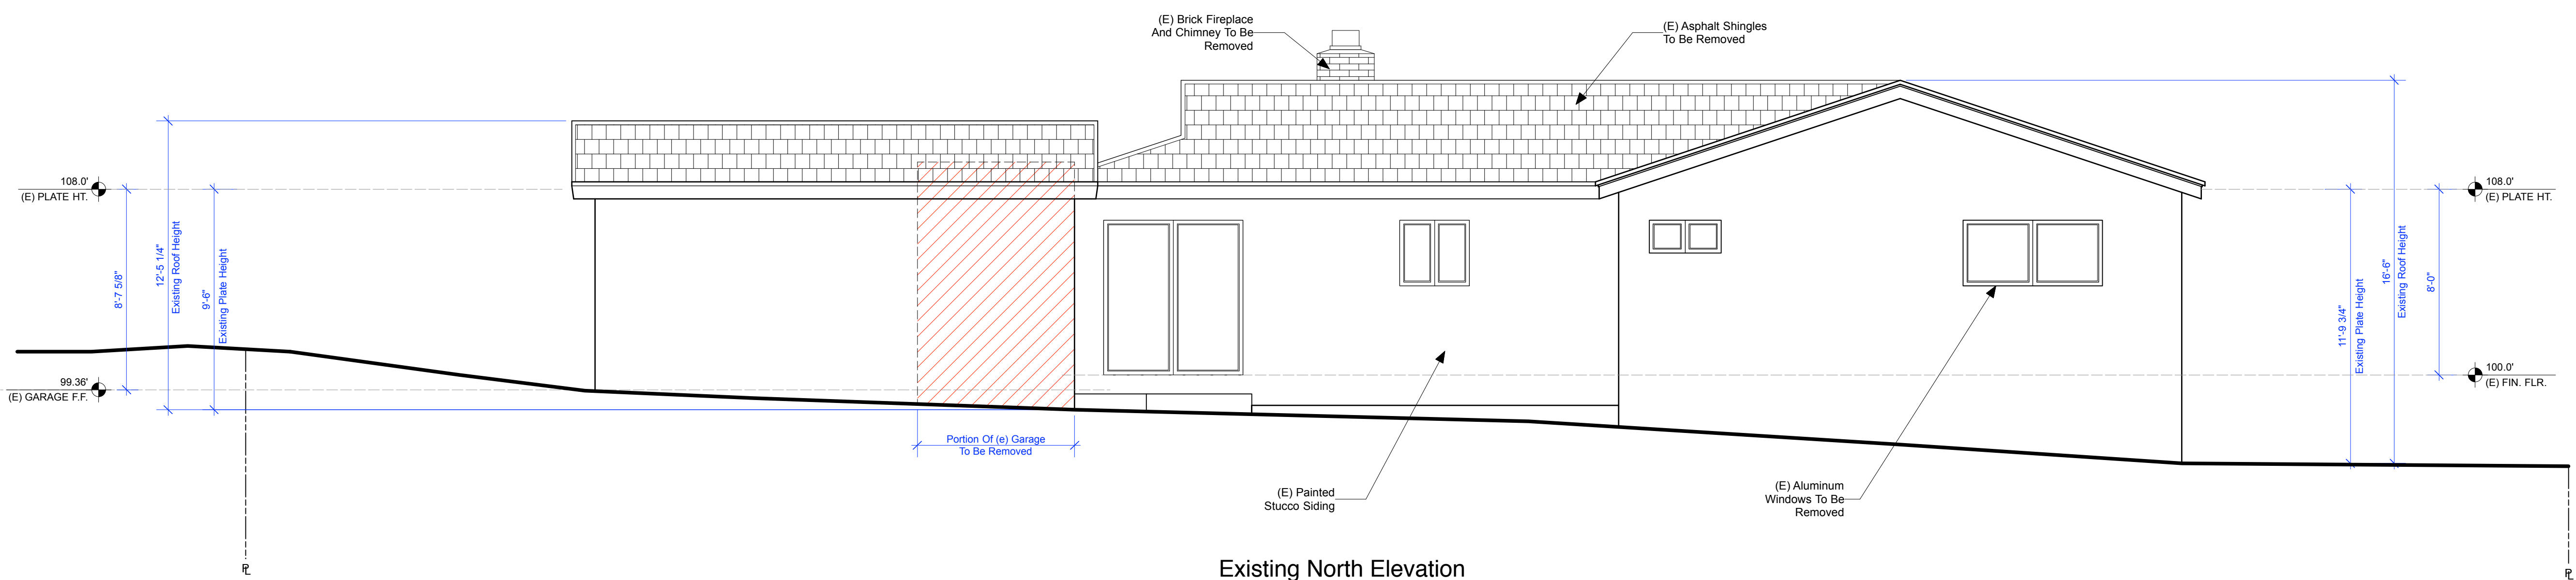 (E) Brick Fireplace
And Chimney To Be
Removed
(E) Asphalt Shingles
To Be Removed
108.0'
(E) PLATE HT.
99.36'
(E) GARAGE F.F.
8'-7 5/8"
12'-5 1/4"
Existing Roof Height
9'-6"
Existing Plate Height
Portion Of (e) Garage
To Be Removed
(E) Painted
Stucco Siding
(E) Aluminum
Windows To Be
Removed
11'-9 3/4"
Existing Plate Height
16'-6"
Existing Roof Height
8'-0"
108.0'
(E) PLATE HT.
100.0'
(E) FIN. FLR.
PL
PL
Existing North Elevation